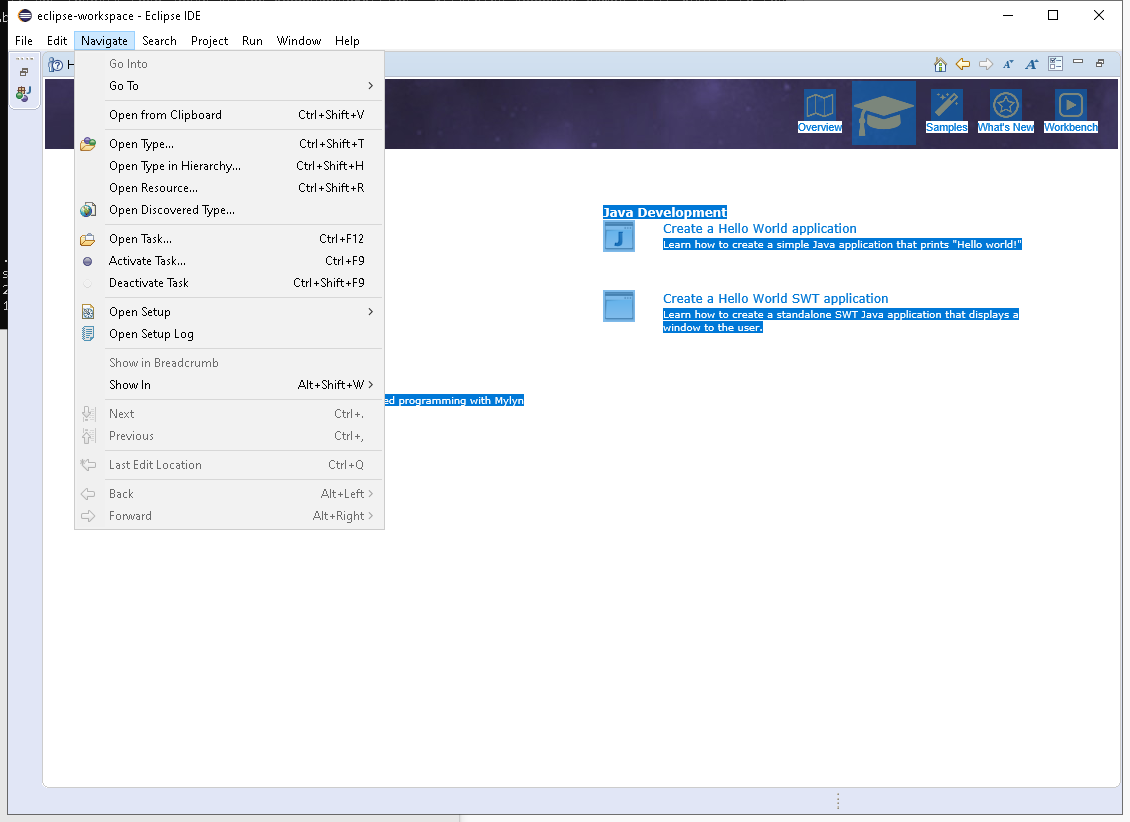 eclipse-workspace - Eclipse IDE
File Edit Navigate Search Project Run Window Help
H
Go Into
Go To
Open from Clipboard Ctrl+Shift+V
Open Type... Ctrl+Shift+T
Open Type in Hierarchy... Ctrl+Shift+H
Open Resource... Ctrl+Shift+R
Open Discovered Type...
Open Task... Ctrl+F12
Activate Task... Ctrl+F9
Deactivate Task Ctrl+Shift+F9
Open Setup
Open Setup Log
Show in Breadcrumb
Show In Alt+Shift+W
Next Ctrl+.
Previous Ctrl+,
Last Edit Location Ctrl+Q
Back Alt+Left
Forward Alt+Right
Overview Samples What's New Workbench
Java Development
Create a Hello World application
Learn how to create a simple Java application that prints "Hello world!"
Create a Hello World SWT application
Learn how to create a standalone SWT Java application that displays a
window to the user.
ed programming with Mylyn